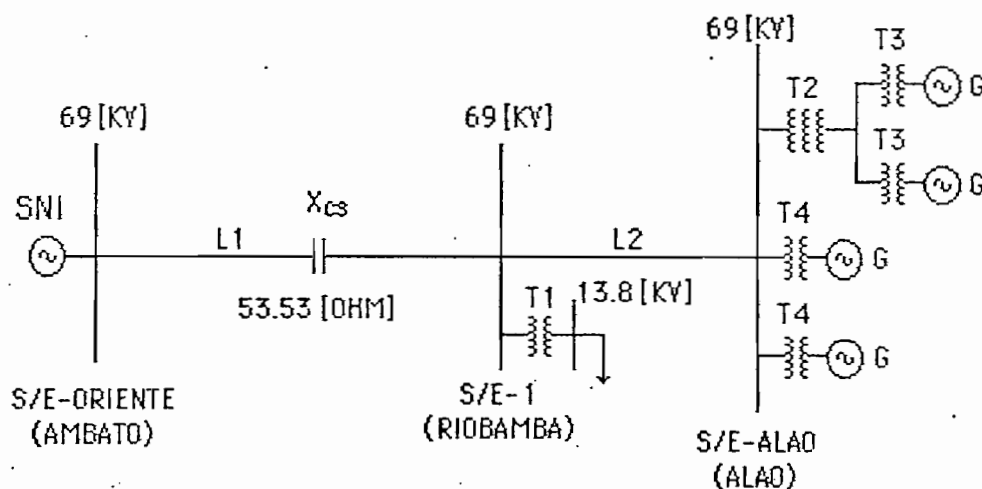 69 [KV]
T3
G
T2
T3
G
69 [KV]
69 [KV]
SNI
XCS
L1
L2
T4
G
53.53 [OHM]
T1
13.8 [KV]
T4
G
S/E-ORIENTE
(AMBATO)
S/E-1
(RIOBAMBA)
S/E-ALAO
(ALAO)